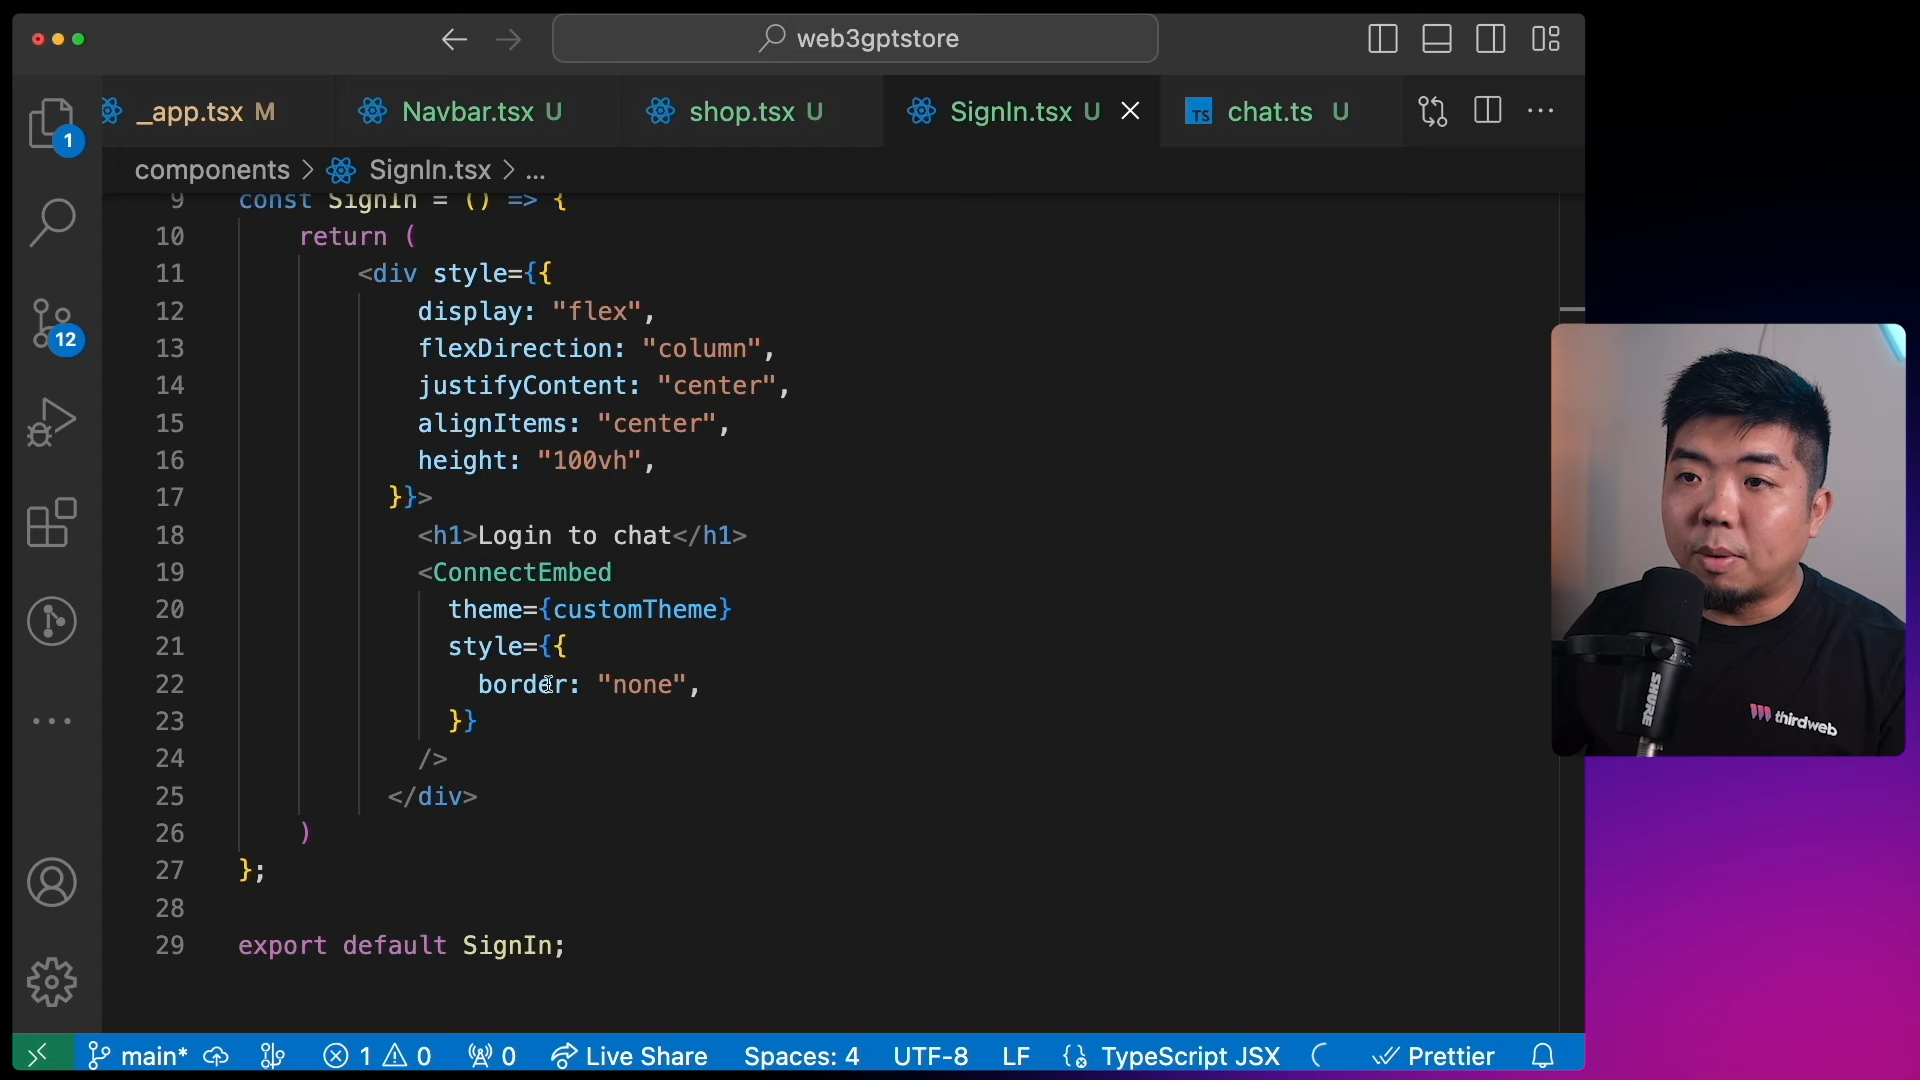 web3gptstore
_app.tsx M
Navbar.tsx U
shop.tsx U
SignIn.tsx U
TS chat.ts U
components > SignIn.tsx > ...
9 const SignIn = () => {
10 return (
11 <div style={{
12 display: "flex",
13 flexDirection: "column",
14 justifyContent: "center",
15 alignItems: "center",
16 height: "100vh",
17 }}>
18 <h1>Login to chat</h1>
19 <ConnectEmbed
20 theme={customTheme}
21 style={{
22 border: "none",
23 }}
24 />
25 </div>
26 )
27 };
28
29 export default SignIn;
1
12
main* 1 0 0 Live Share Spaces: 4 UTF-8 LF TypeScript JSX Prettier
SHURE
thirdweb